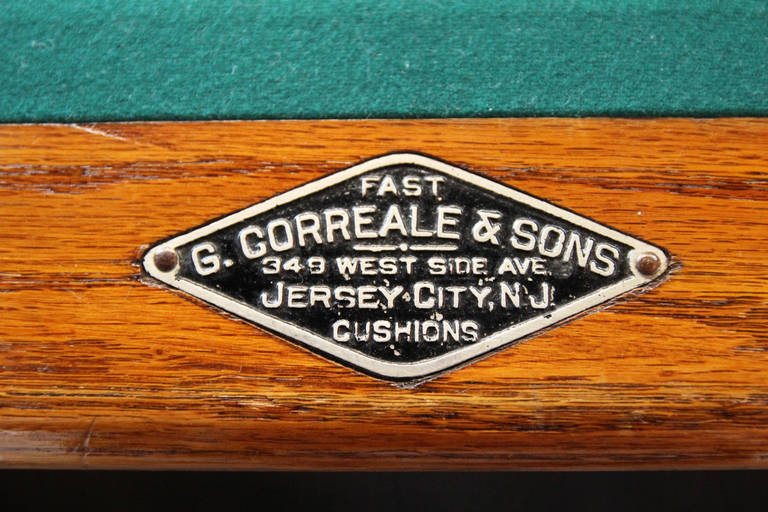 FAST
G. CORREALE & SONS
349 WEST SIDE AVE.
JERSEY CITY, N.J.
CUSHIONS